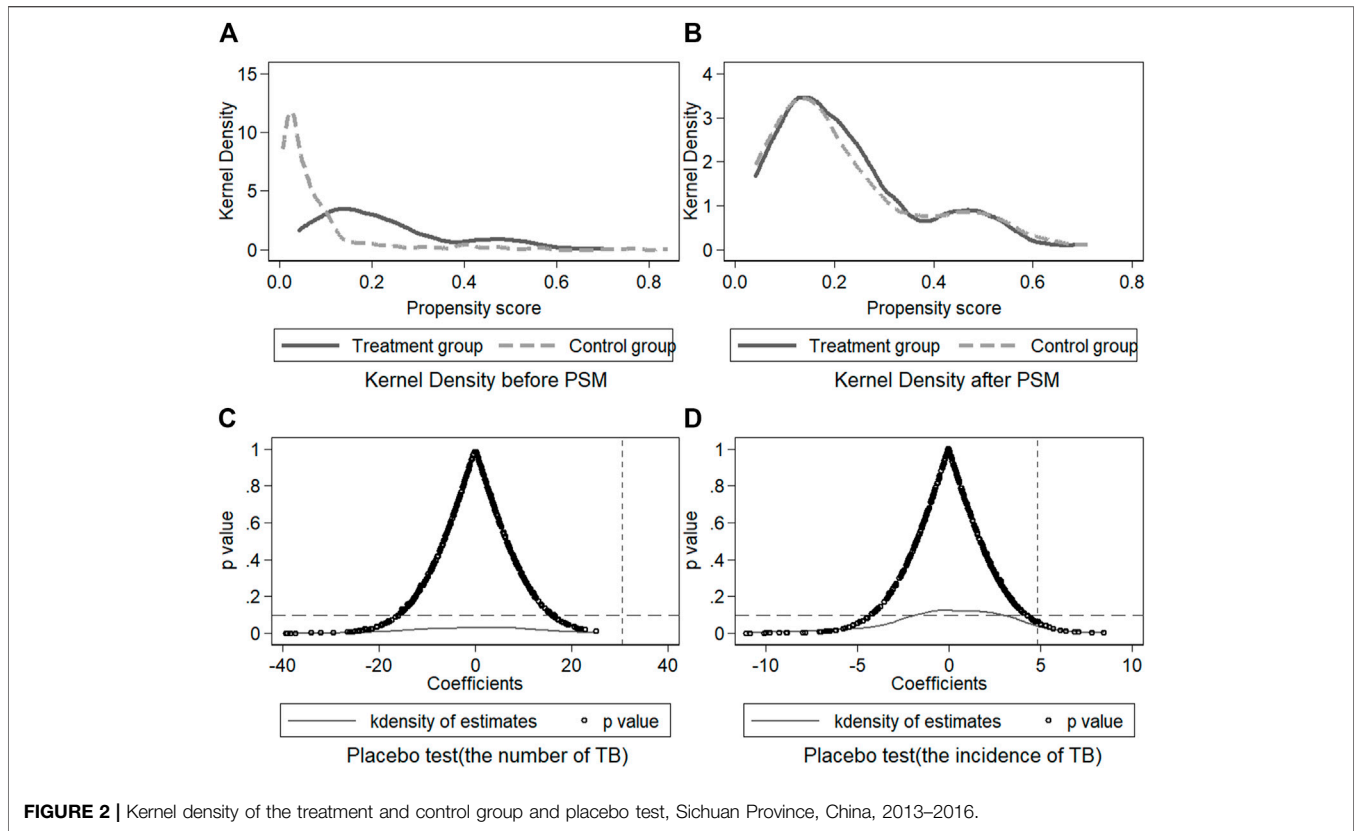 A
15
10
5
0
Kernel Density
0.0 0.2 0.4 0.6 0.8
Propensity score
Treatment group Control group
Kernel Density before PSM
B
4
3
2
1
0
Kernel Density
0.0 0.2 0.4 0.6 0.8
Propensity score
Treatment group Control group
Kernel Density after PSM
C
1
.8
.6
.4
.2
0
p value
-40 -20 0 20 40
Coefficients
kdensity of estimates p value
Placebo test(the number of TB)
D
1
.8
.6
.4
.2
0
p value
-10 -5 0 5 10
Coefficients
kdensity of estimates p value
Placebo test(the incidence of TB)
FIGURE 2 | Kernel density of the treatment and control group and placebo test, Sichuan Province, China, 2013–2016.